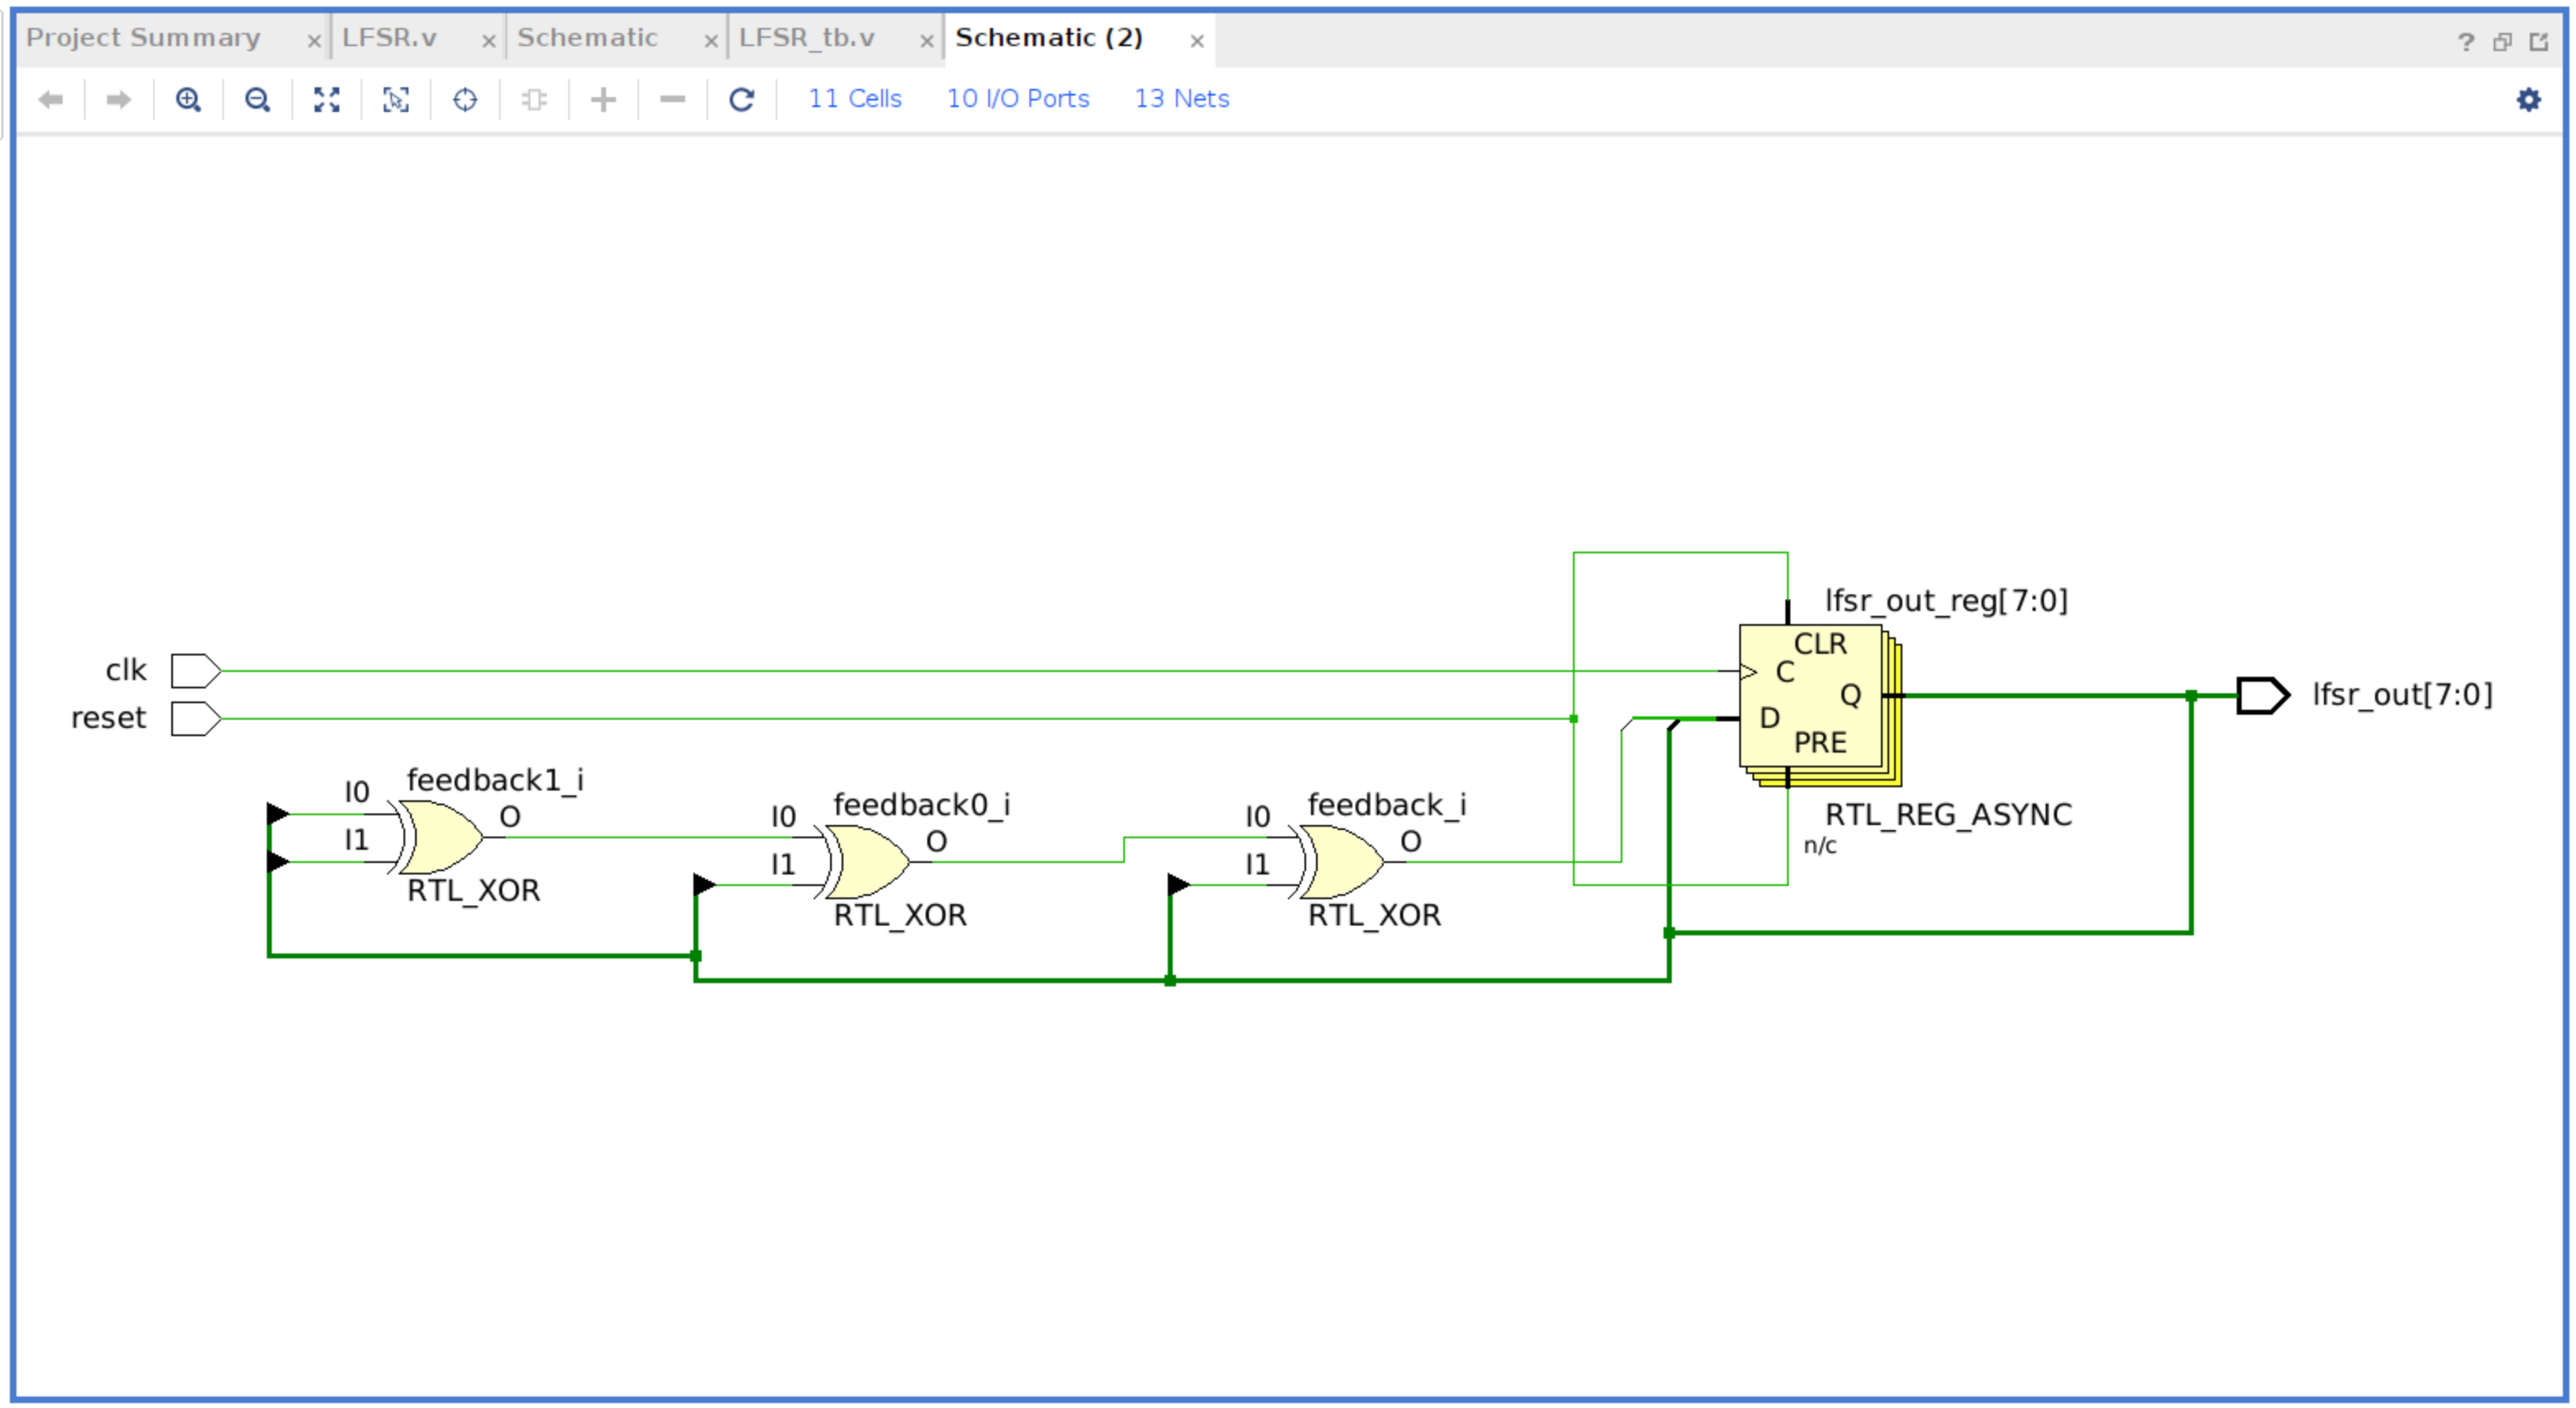 Project Summary × LFSR.v × Schematic × LFSR_tb.v × Schematic (2) × ?
11 Cells 10 I/O Ports 13 Nets
lfsr_out_reg[7:0]
CLR
clk
C
Q
lfsr_out[7:0]
reset
D
PRE
feedback1_i
I0
O
I1
RTL_XOR
feedback0_i
I0
O
I1
RTL_XOR
feedback_i
I0
O
I1
RTL_XOR
RTL_REG_ASYNC
n/c